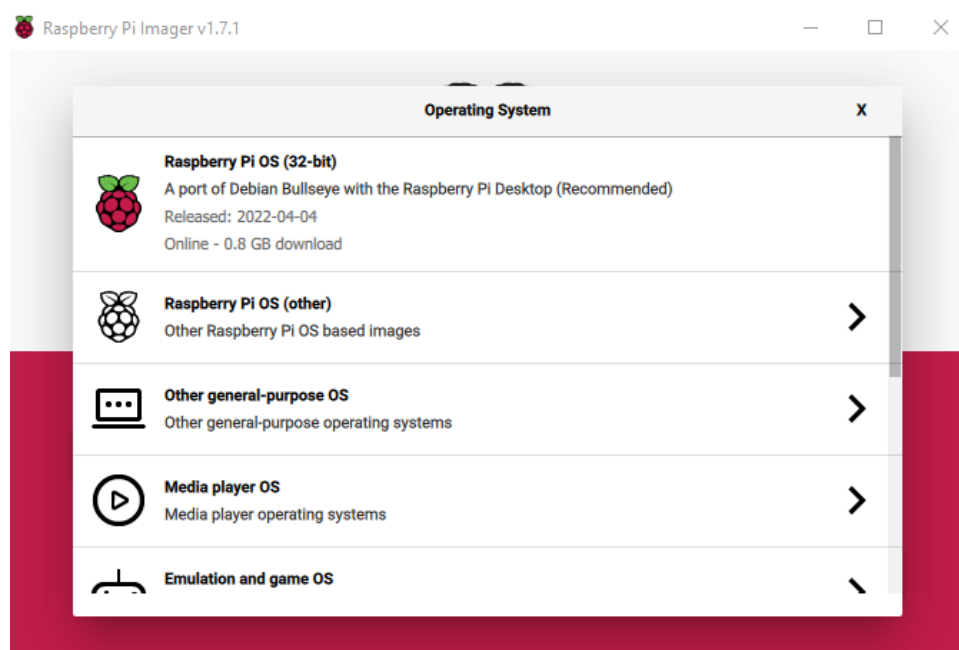 Raspberry Pi Imager v1.7.1
Operating System X
Raspberry Pi OS (32-bit)
A port of Debian Bullseye with the Raspberry Pi Desktop (Recommended)
Released: 2022-04-04
Online - 0.8 GB download
Raspberry Pi OS (other)
Other Raspberry Pi OS based images
Other general-purpose OS
Other general-purpose operating systems
Media player OS
Media player operating systems
Emulation and game OS